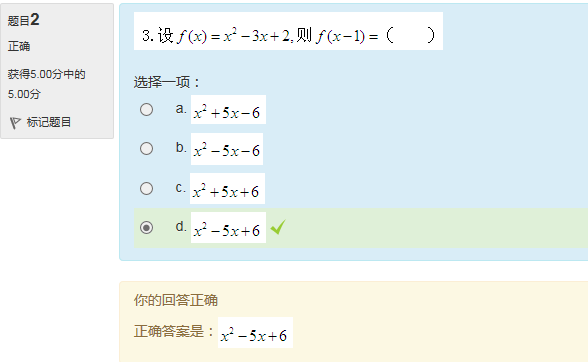 题目2
正确
获得5.00分中的
5.00分
标记题目
3.设 f(x)=x²−3x+2,则 f(x−1)=（ ）
选择一项：
a. x²+5x−6
b. x²−5x−6
c. x²+5x+6
d. x²−5x+6
你的回答正确
正确答案是：x²−5x+6